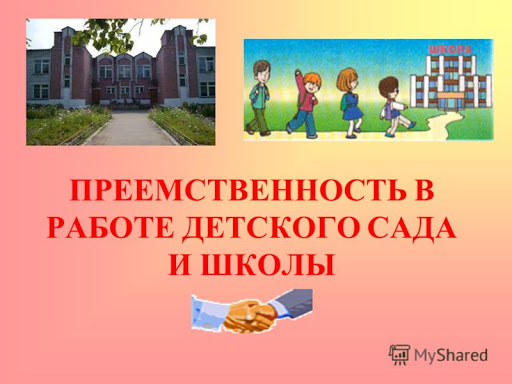 ШКОЛА
ПРЕЕМСТВЕННОСТЬ В
РАБОТЕ ДЕТСКОГО САДА
И ШКОЛЫ
MyShared